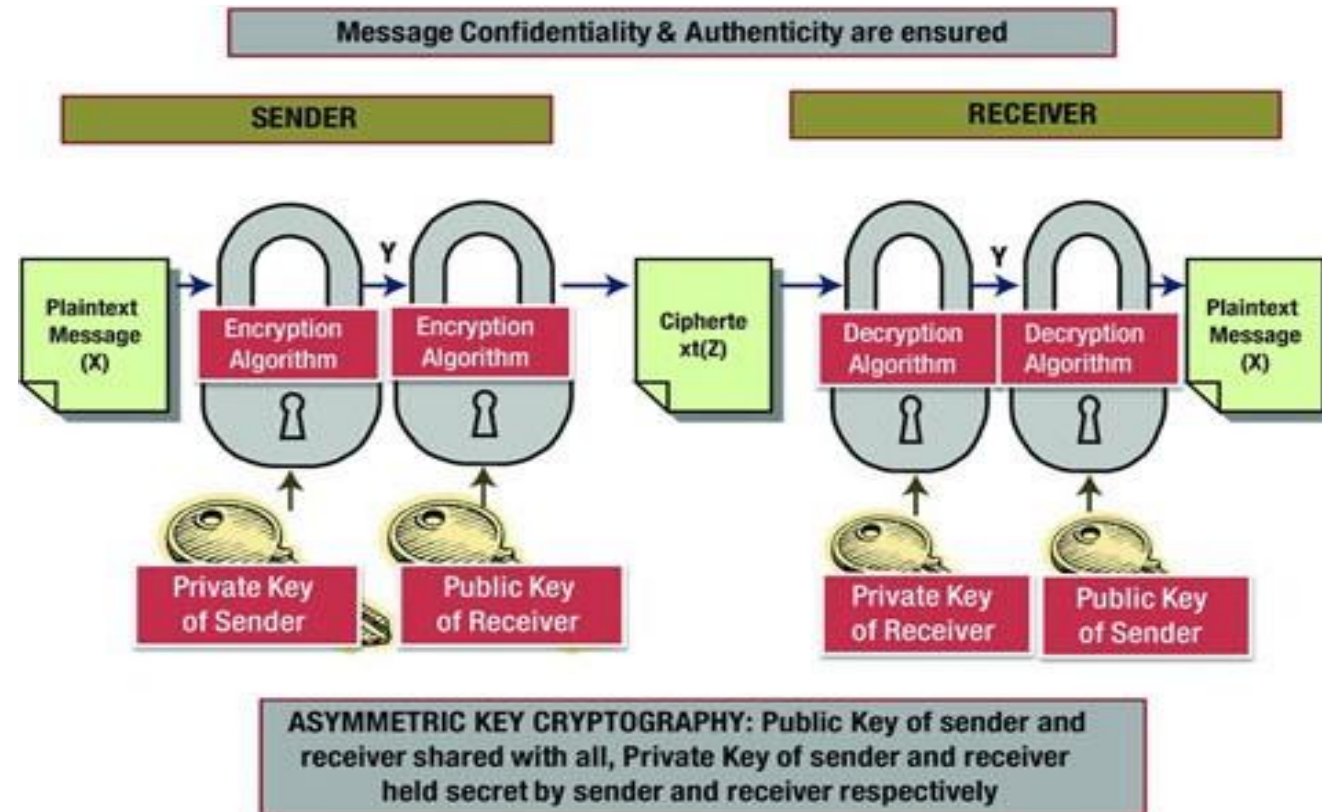 Message Confidentiality & Authenticity are ensured
SENDER
RECEIVER
Plaintext
Message
(X)
Encryption
Algorithm
Y
Encryption
Algorithm
Cipherte
xt(Z)
Decryption
Algorithm
Y
Decryption
Algorithm
Plaintext
Message
(X)
Private Key
of Sender
Public Key
of Receiver
Private Key
of Receiver
Public Key
of Sender
ASYMMETRIC KEY CRYPTOGRAPHY: Public Key of sender and
receiver shared with all, Private Key of sender and receiver
held secret by sender and receiver respectively